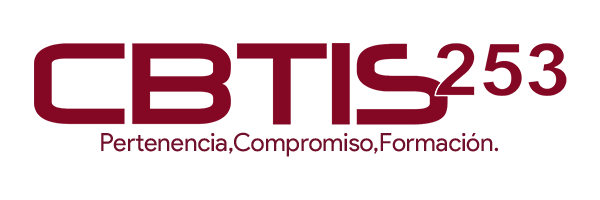 CBTIS 253
Pertenencia,Compromiso,Formación.